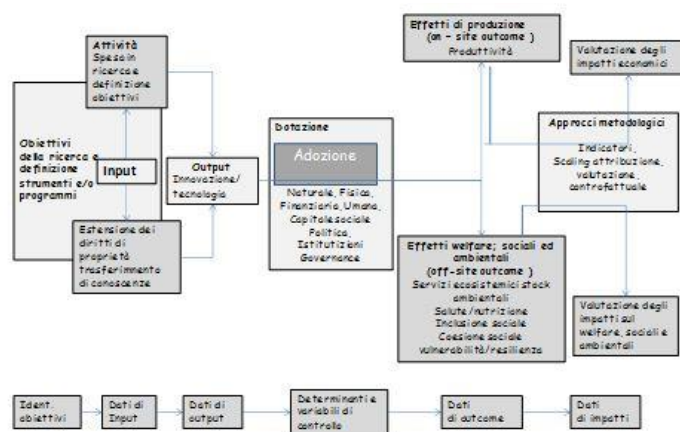 Attività
Spesa in
ricerca e
definizione
obiettivi
Obiettivi
della ricerca e
definizione
strumenti e/o
programmi
Input
Estensione dei
diritti di
proprietà
trasferimento
di conoscenze
Output
Innovazione/
tecnologia
Dotazione
Adozione
Naturale, Fisica,
Finanziaria, Umana,
Capitale sociale
Politica,
Istituzioni
Governance
Effetti di produzione
(on – site outcome )
Produttività
Effetti welfare; sociali ed
ambientali
(off-site outcome )
Servizi ecosistemici stock
ambientali
Salute/nutrizione
Inclusione sociale
Coesione sociale
vulnerabilità/resilienza
Valutazione degli
impatti economici
Approcci metodologici
Indicatori,
Scaling attribuzione,
valutazione,
controfattuale
Valutazione degli
impatti sul
welfare, sociali e
ambientali
Ident.
obiettivi
Dati di
Input
Dati di
output
Determinanti e
variabili di
controllo
Dati
di outcome
Dati
di impatti